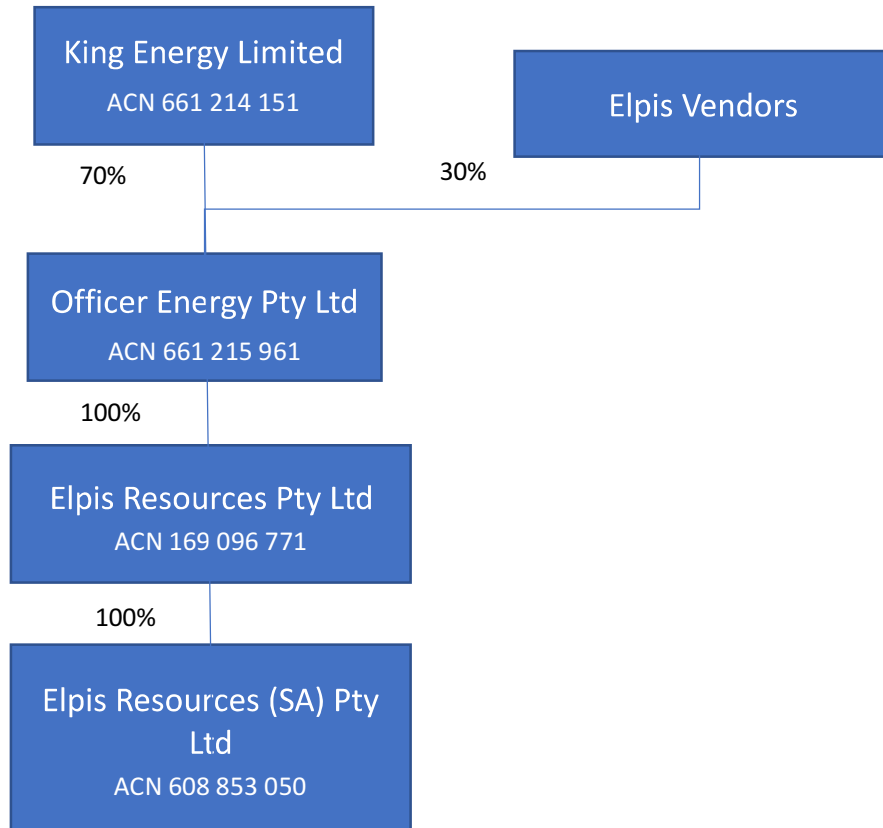 King Energy Limited
ACN 661 214 151
Elpis Vendors
70%
30%
Officer Energy Pty Ltd
ACN 661 215 961
100%
Elpis Resources Pty Ltd
ACN 169 096 771
100%
Elpis Resources (SA) Pty
Ltd
ACN 608 853 050